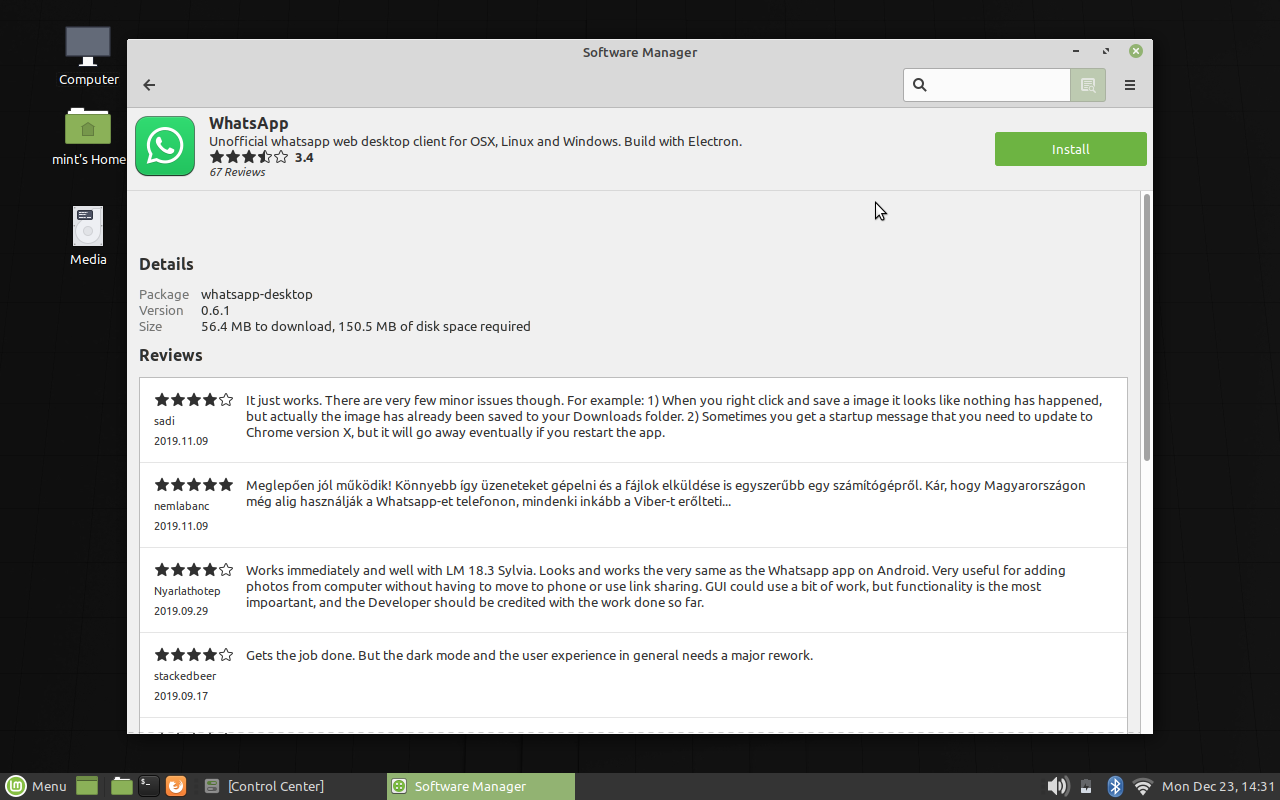 Software Manager
Computer
mint's Home
Media
WhatsApp
Unofficial whatsapp web desktop client for OSX, Linux and Windows. Build with Electron.
3.4
67 Reviews
Install
Details
Package whatsapp-desktop
Version 0.6.1
Size 56.4 MB to download, 150.5 MB of disk space required
Reviews
It just works. There are very few minor issues though. For example: 1) When you right click and save a image it looks like nothing has happened,
but actually the image has already been saved to your Downloads folder. 2) Sometimes you get a startup message that you need to update to
Chrome version X, but it will go away eventually if you restart the app.
sadi
2019.11.09
Meglepően jól működik! Könnyebb így üzeneteket gépelni és a fájlok elküldése is egyszerűbb egy számítógépről. Kár, hogy Magyarországon
még alig használják a Whatsapp-et telefonon, mindenki inkább a Viber-t erőlteti...
nemlabanc
2019.11.09
Works immediately and well with LM 18.3 Sylvia. Looks and works the very same as the Whatsapp app on Android. Very useful for adding
photos from computer without having to move to phone or use link sharing. GUI could use a bit of work, but functionality is the most
impoartant, and the Developer should be credited with the work done so far.
Nyarlathotep
2019.09.29
Gets the job done. But the dark mode and the user experience in general needs a major rework.
stackedbeer
2019.09.17
Menu
[Control Center]
Software Manager
Mon Dec 23, 14:31